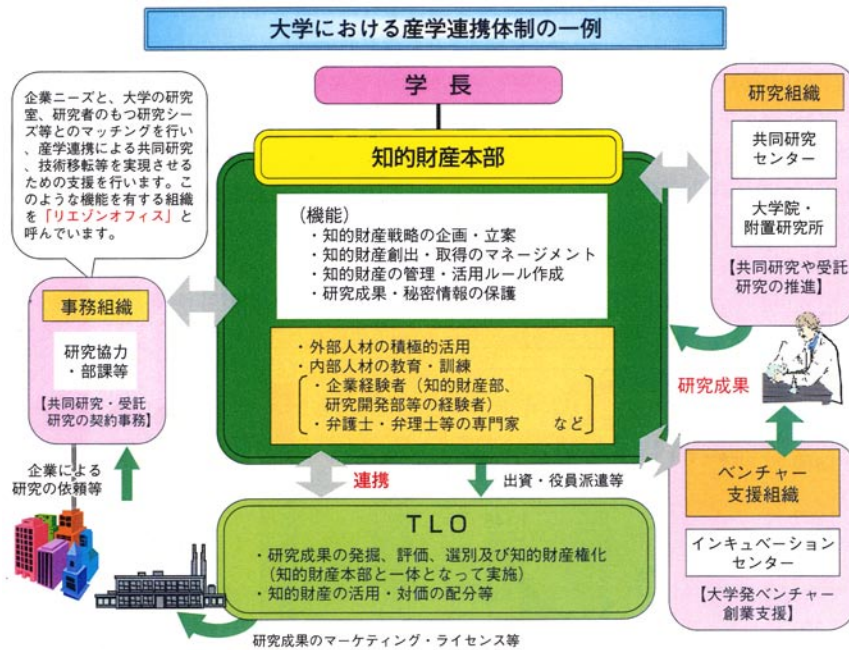 大学における産学連携体制の一例
学 長
企業ニーズと、大学の研究
室、研究者のもつ研究シー
ズ等とのマッチングを行い
、産学連携による共同研究
、技術移転等を実現させる
ための支援を行います。こ
のような機能を有する組織
を「リエゾンオフィス」と
呼んでいます。
知的財産本部
(機能)
・知的財産戦略の企画・立案
・知的財産創出・取得のマネージメント
・知的財産の管理・活用ルール作成
・研究成果・秘密情報の保護
・外部人材の積極的活用
・内部人材の教育・訓練
・企業経験者(知的財産部、
研究開発部等の経験者)
・弁護士・弁理士等の専門家 など
研究組織
共同研究
センター
大学院・
附置研究所
【共同研究や受託
研究の推進】
事務組織
研究協力
・部課等
【共同研究・受託
研究の契約事務】
企業による
研究の依頼等
研究成果
連携
出資・役員派遣等
ベンチャー
支援組織
インキュベーション
センター
【大学発ベンチャー
創業支援】
TLO
・研究成果の発掘、評価、選別及び知的財産権化
(知的財産本部と一体となって実施)
・知的財産の活用・対価の配分等
研究成果のマーケティング・ライセンス等